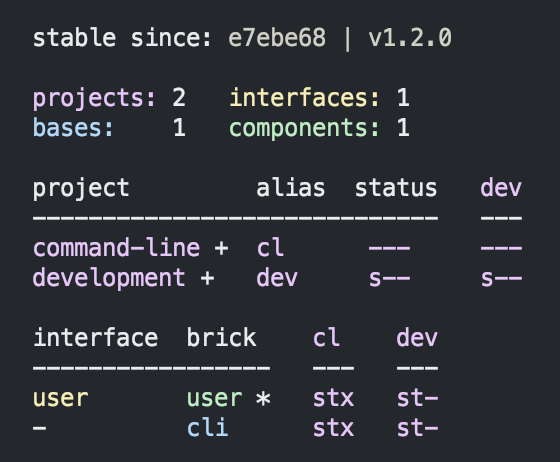 stable since: e7ebe68 | v1.2.0
projects: 2   interfaces: 1
bases:    1   components: 1
project         alias  status   dev
-----------------------------   ---
command-line +  cl      ---     ---
development +   dev     s--     s--
interface  brick    cl    dev
-----------------   ---   ---
user       user *   stx   st-
-          cli      stx   st-